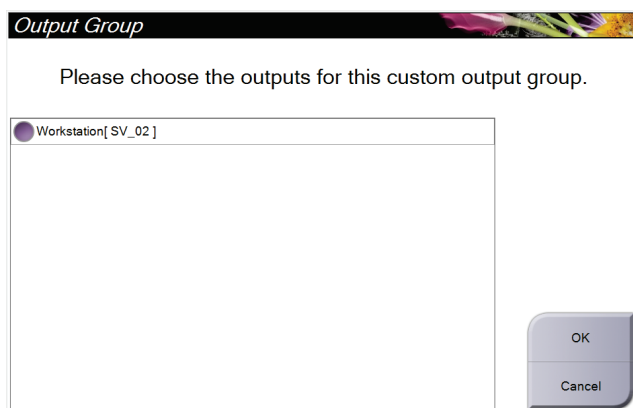 Output Group
Please choose the outputs for this custom output group.
Workstation[ SV_02 ]
OK
Cancel